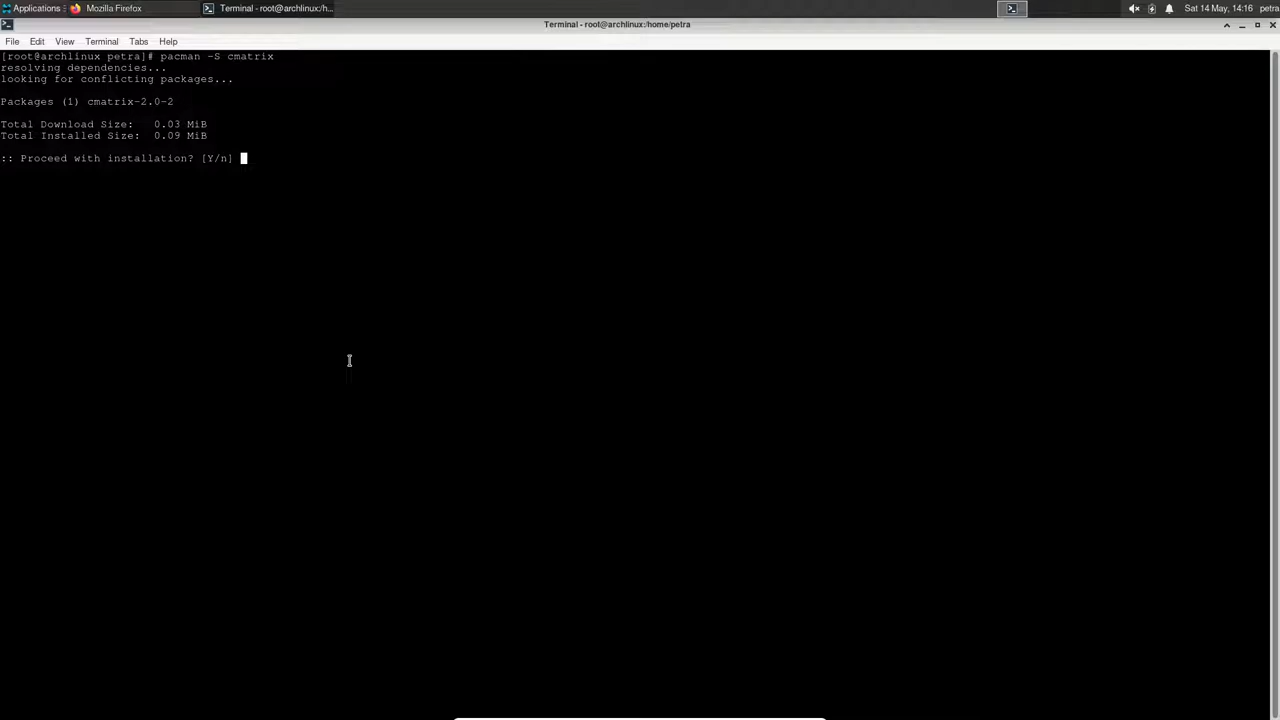 Applications
Mozilla Firefox
Terminal - root@archlinux:/h...
Sat 14 May, 14:16
petra
Terminal - root@archlinux:/home/petra
File Edit View Terminal Tabs Help
[root@archlinux petra]# pacman -S cmatrix
resolving dependencies...
looking for conflicting packages...
Packages (1) cmatrix-2.0-2
Total Download Size:   0.03 MiB
Total Installed Size:  0.09 MiB
:: Proceed with installation? [Y/n]